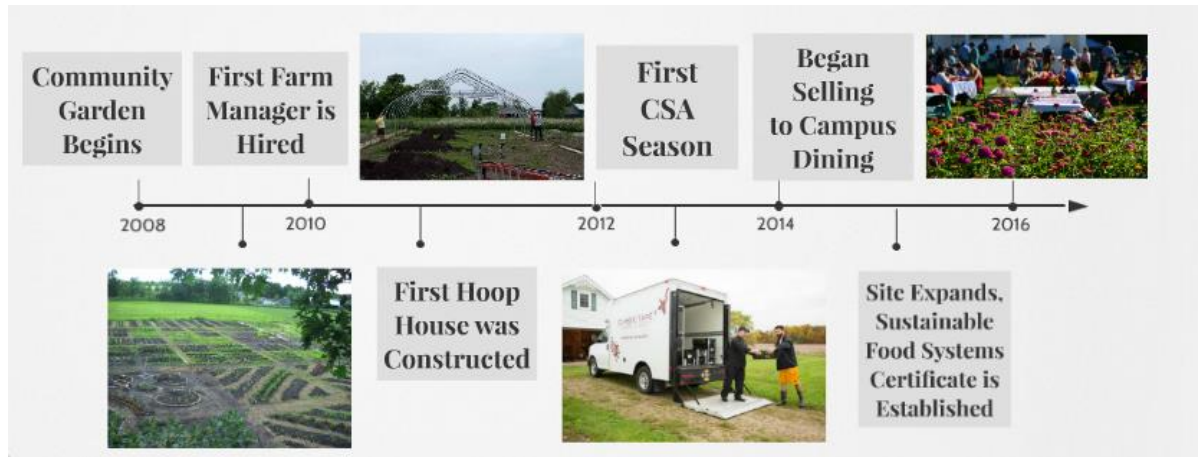 Community
Garden
Begins
First Farm
Manager is
Hired
First
CSA
Season
Began
Selling
to Campus
Dining
2008
2010
2012
2014
2016
First Hoop
House was
Constructed
Site Expands,
Sustainable
Food Systems
Certificate is
Established